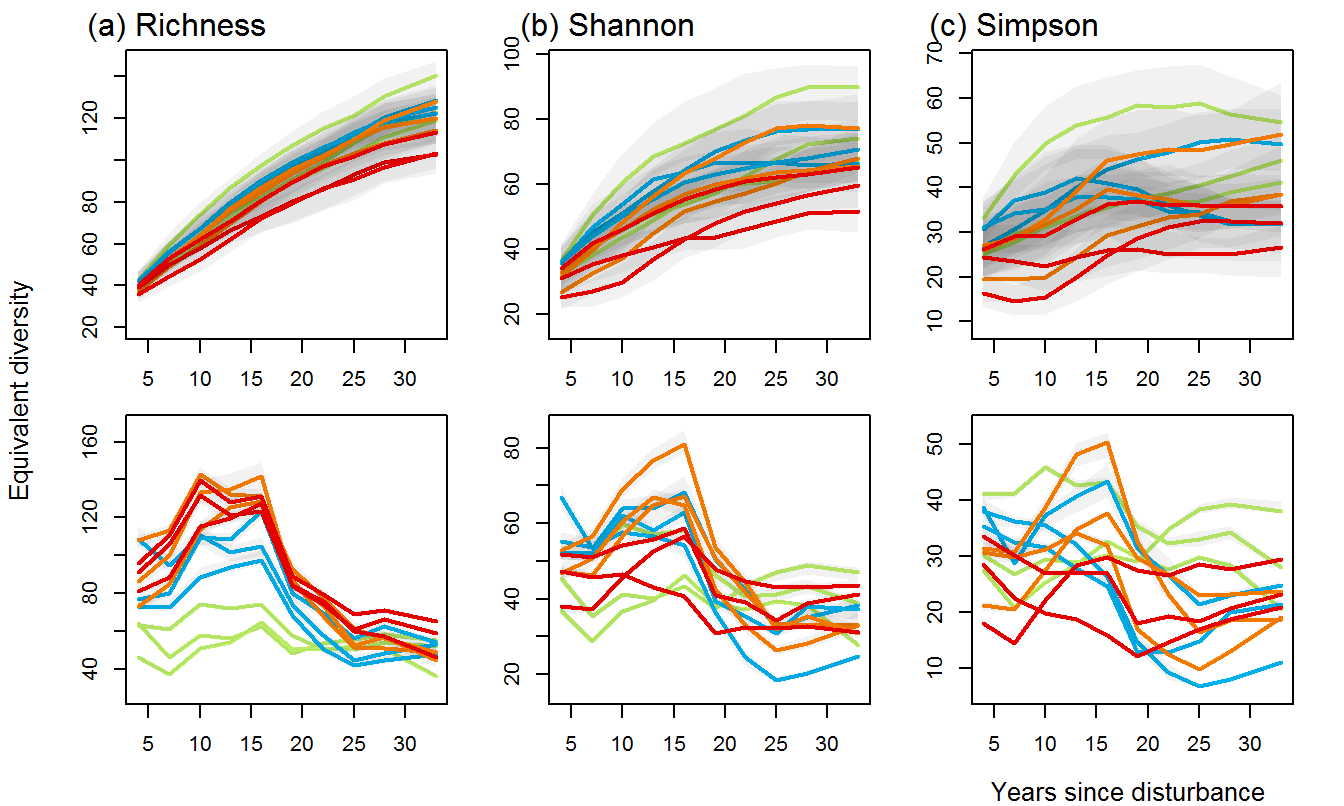 (a) Richness
(b) Shannon
(c) Simpson
20 40 60 80 120
5 10 15 20 25 30
20 40 60 80 100
5 10 15 20 25 30
10 20 30 40 50 60 70
5 10 15 20 25 30
Equivalent diversity
40 80 120 160
5 10 15 20 25 30
20 40 60 80
5 10 15 20 25 30
10 20 30 40 50
5 10 15 20 25 30
Years since disturbance